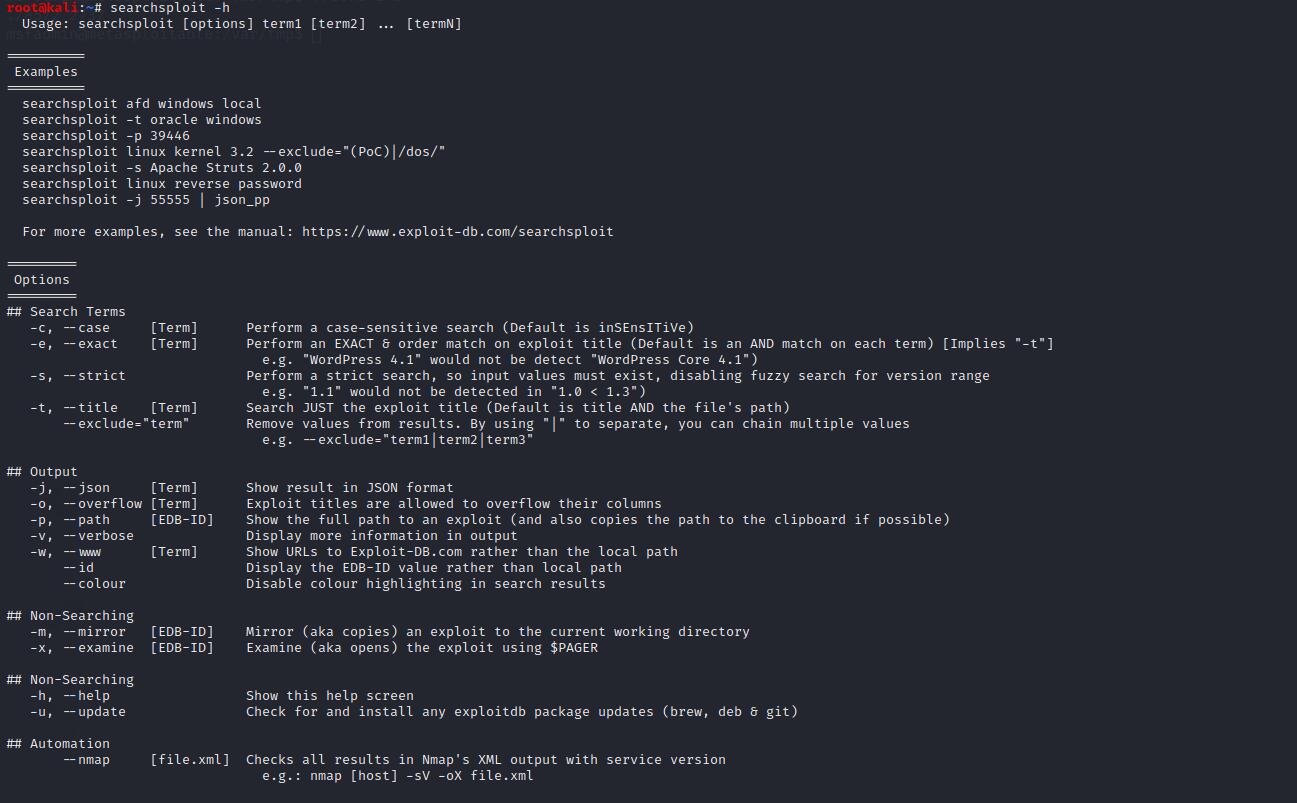 root@kali:~# searchsploit -h
  Usage: searchsploit [options] term1 [term2] ... [termN]
==========
 Examples
==========
  searchsploit afd windows local
  searchsploit -t oracle windows
  searchsploit -p 39446
  searchsploit linux kernel 3.2 --exclude="(PoC)|/dos/"
  searchsploit -s Apache Struts 2.0.0
  searchsploit linux reverse password
  searchsploit -j 55555 | json_pp
  For more examples, see the manual: https://www.exploit-db.com/searchsploit
=========
 Options
=========
## Search Terms
   -c, --case     [Term]      Perform a case-sensitive search (Default is inSEnsITiVe)
   -e, --exact    [Term]      Perform an EXACT & order match on exploit title (Default is an AND match on each term) [Implies "-t"]
                                e.g. "WordPress 4.1" would not be detect "WordPress Core 4.1")
   -s, --strict               Perform a strict search, so input values must exist, disabling fuzzy search for version range
                                e.g. "1.1" would not be detected in "1.0 < 1.3")
   -t, --title    [Term]      Search JUST the exploit title (Default is title AND the file's path)
       --exclude="term"       Remove values from results. By using "|" to separate, you can chain multiple values
                                e.g. --exclude="term1|term2|term3"
## Output
   -j, --json     [Term]      Show result in JSON format
   -o, --overflow [Term]      Exploit titles are allowed to overflow their columns
   -p, --path     [EDB-ID]    Show the full path to an exploit (and also copies the path to the clipboard if possible)
   -v, --verbose              Display more information in output
   -w, --www      [Term]      Show URLs to Exploit-DB.com rather than the local path
       --id                   Display the EDB-ID value rather than local path
       --colour               Disable colour highlighting in search results
## Non-Searching
   -m, --mirror   [EDB-ID]    Mirror (aka copies) an exploit to the current working directory
   -x, --examine  [EDB-ID]    Examine (aka opens) the exploit using $PAGER
## Non-Searching
   -h, --help                 Show this help screen
   -u, --update               Check for and install any exploitdb package updates (brew, deb & git)
## Automation
       --nmap     [file.xml]  Checks all results in Nmap's XML output with service version
                                e.g.: nmap [host] -sV -oX file.xml